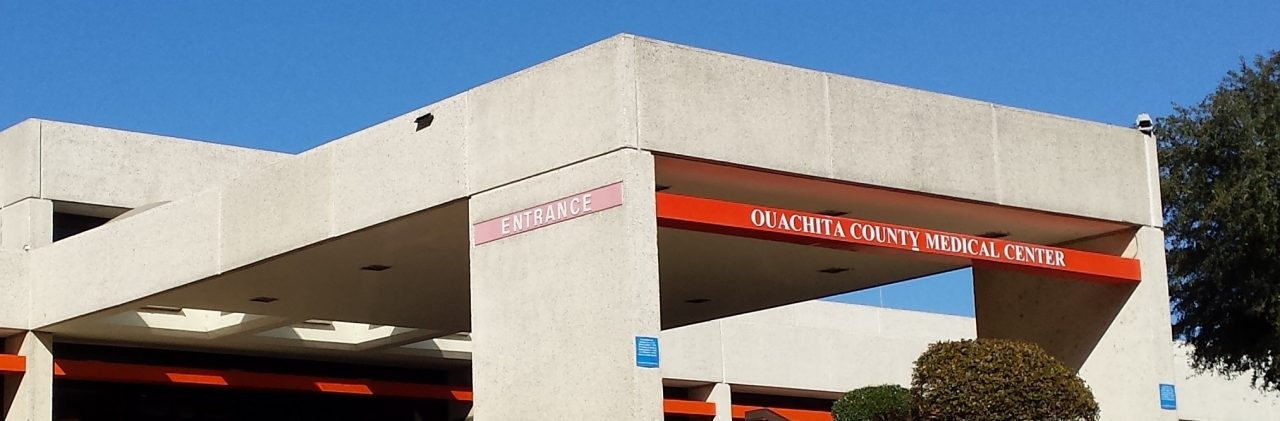 ENTRANCE
OUACHITA COUNTY MEDICAL CENTER